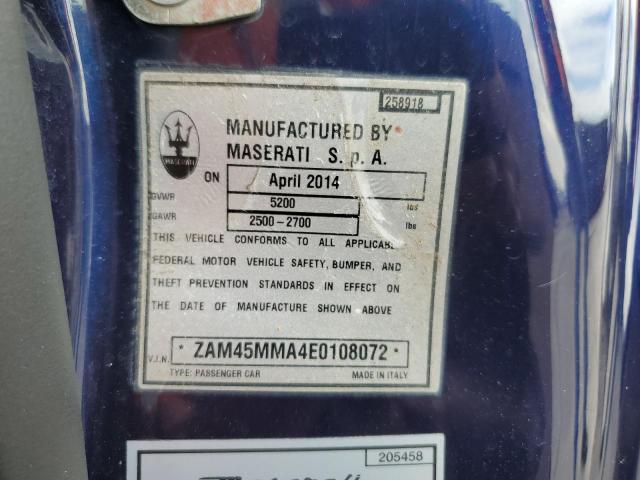 258918
MASERATI
MANUFACTURED BY
MASERATI S. p A.
ON April 2014
GVWR 5200 lbs
GAWR 2500-2700 lbs
THIS VEHICLE CONFORMS TO ALL APPLICABL
FEDERAL MOTOR VEHICLE SAFETY, BUMPER, AND
THEFT PREVENTION STANDARDS IN EFFECT ON
THE DATE OF MANUFACTURE SHOWN ABOVE
V.I.N. * ZAM45MMA4E0108072 *
TYPE: PASSENGER CAR MADE IN ITALY
205458